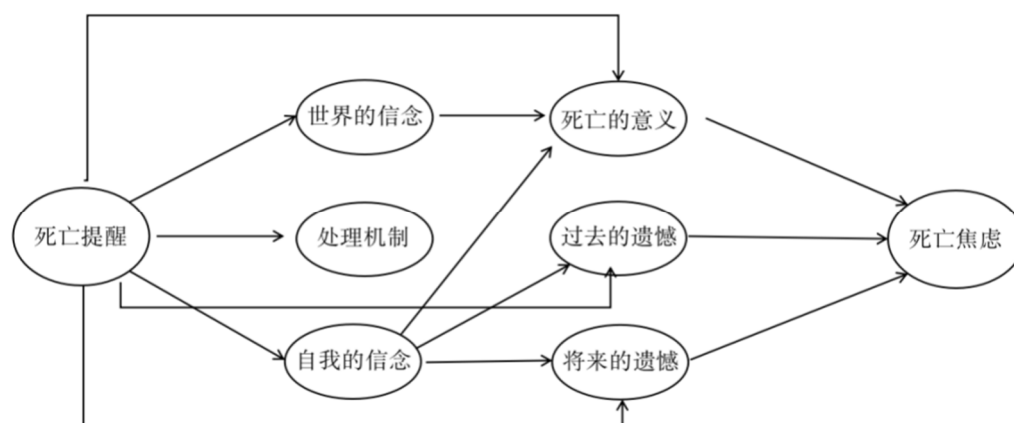 世界的信念
死亡的意义
死亡提醒
处理机制
过去的遗憾
死亡焦虑
自我的信念
将来的遗憾